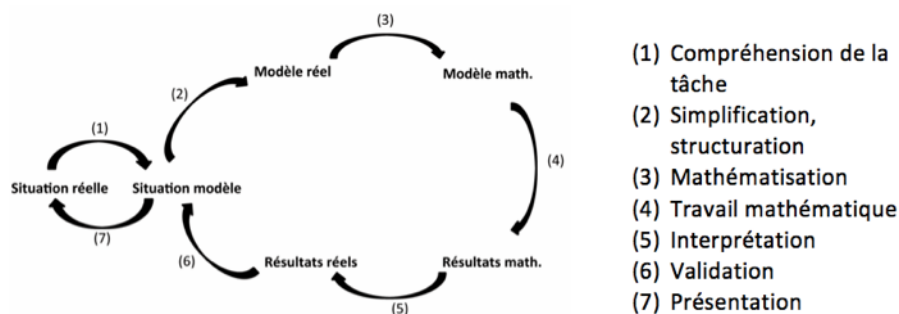 (3)
Modèle réel
Modèle math.
(2)
(1)
(4)
Situation réelle
Situation modèle
(7)
(6)
Résultats réels
Résultats math.
(5)
(1) Compréhension de la
tâche
(2) Simplification,
structuration
(3) Mathématisation
(4) Travail mathématique
(5) Interprétation
(6) Validation
(7) Présentation